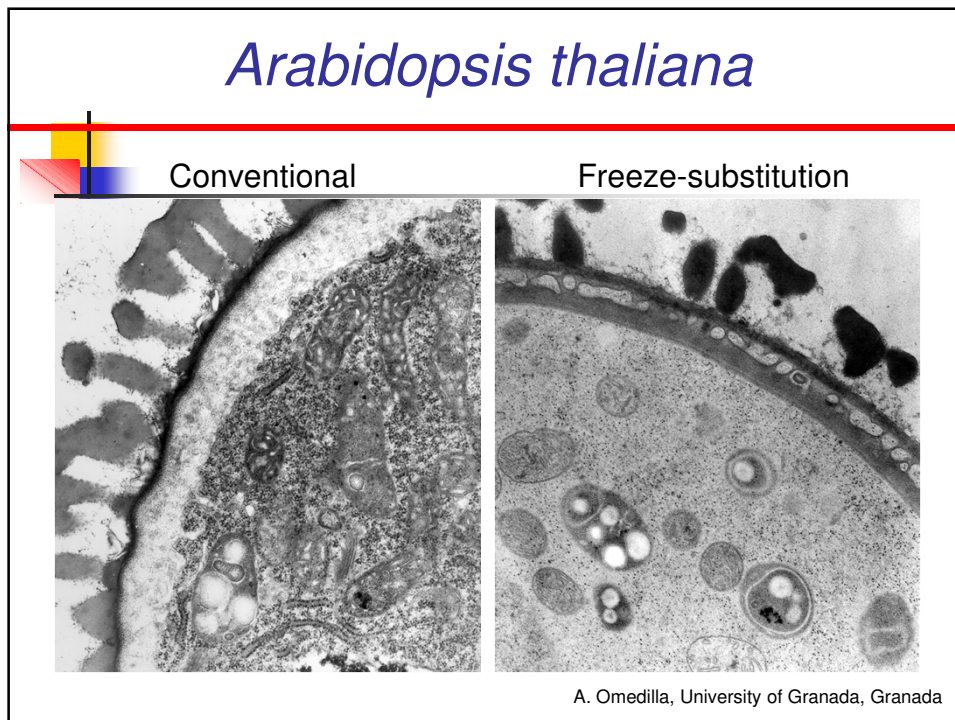 Arabidopsis thaliana
Conventional
Freeze-substitution
A. Omedilla, University of Granada, Granada